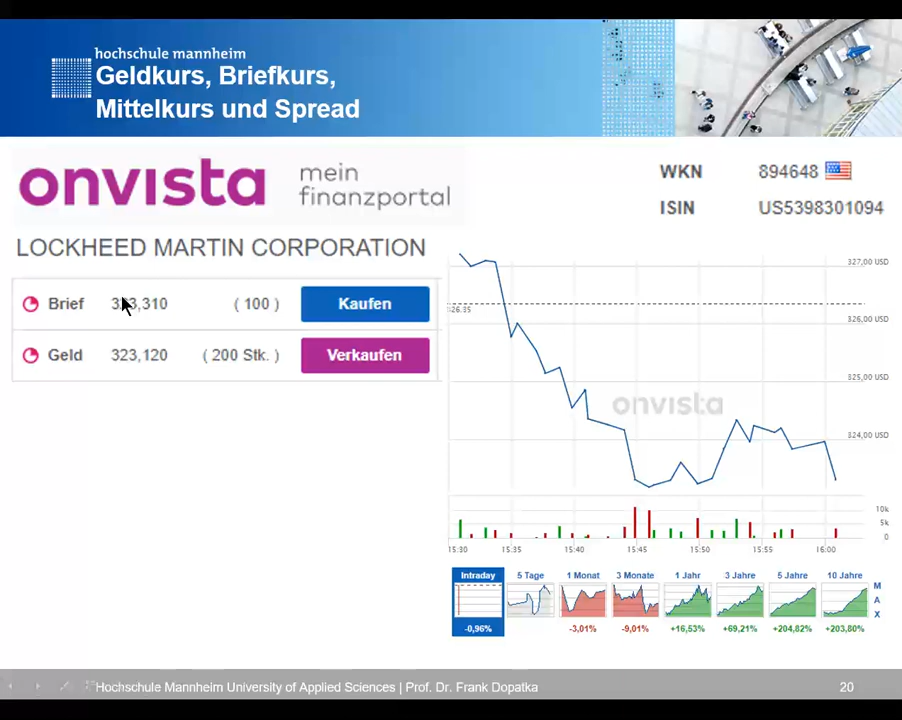 hochschule mannheim
Geldkurs, Briefkurs,
Mittelkurs und Spread
onvista mein
finanzportal
WKN 894648
ISIN US5398301094
LOCKHEED MARTIN CORPORATION
Brief 323,310 ( 100 ) Kaufen
Geld 323,120 ( 200 Stk. ) Verkaufen
327,00 USD
326,35
326,00 USD
325,00 USD
onvista
324,00 USD
10k
5k
0
15:30 15:35 15:40 15:45 15:50 15:55 16:00
Intraday 5 Tage 1 Monat 3 Monate 1 Jahr 3 Jahre 5 Jahre 10 Jahre
M
A
X
-0,96% -3,01% -9,01% +16,53% +69,21% +204,82% +203,80%
Hochschule Mannheim University of Applied Sciences | Prof. Dr. Frank Dopatka 20